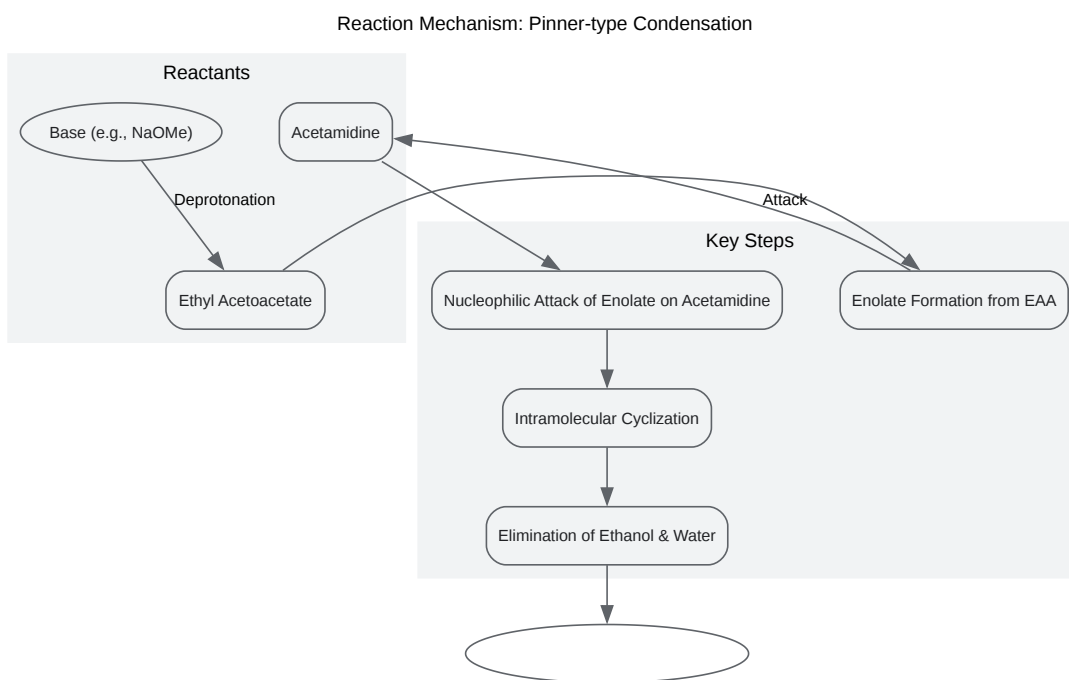 Reaction Mechanism: Pinner-type Condensation
Reactants
Base (e.g., NaOMe)
Acetamidine
Deprotonation
Attack
Key Steps
Ethyl Acetoacetate
Nucleophilic Attack of Enolate on Acetamidine
Enolate Formation from EAA
Intramolecular Cyclization
Elimination of Ethanol & Water